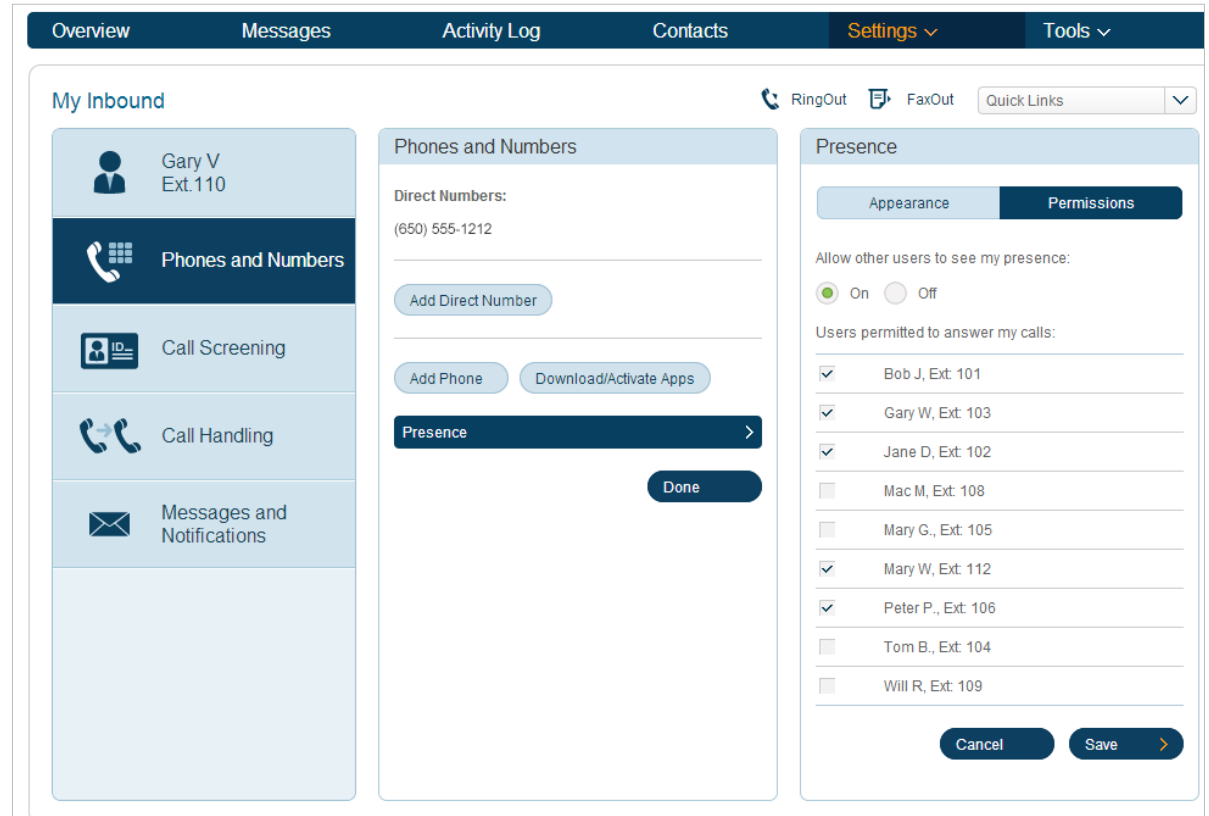 Overview Messages Activity Log Contacts Settings Tools
My Inbound RingOut FaxOut Quick Links
Gary V
Ext.110
Phones and Numbers
Call Screening
ID
Call Handling
Messages and
Notifications
Phones and Numbers
Direct Numbers:
(650) 555-1212
Add Direct Number
Add Phone Download/Activate Apps
Presence
Done
Presence
Appearance Permissions
Allow other users to see my presence:
On Off
Users permitted to answer my calls:
Bob J, Ext: 101
Gary W, Ext: 103
Jane D, Ext: 102
Mac M, Ext: 108
Mary G., Ext: 105
Mary W, Ext: 112
Peter P., Ext: 106
Tom B., Ext: 104
Will R, Ext: 109
Cancel Save